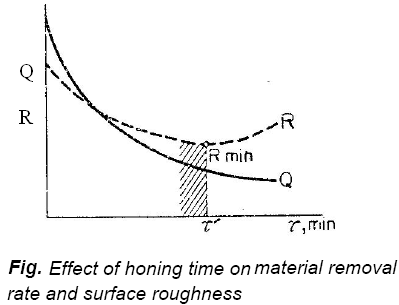 Q
R
R
R min
Q
τ'
τ, min
Fig. Effect of honing time on material removal
rate and surface roughness